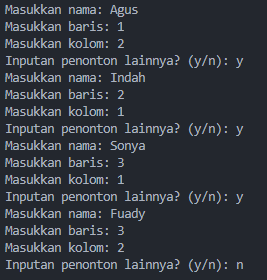 Masukkan nama: Agus
Masukkan baris: 1
Masukkan kolom: 2
Inputan penonton lainnya? (y/n): y
Masukkan nama: Indah
Masukkan baris: 2
Masukkan kolom: 1
Inputan penonton lainnya? (y/n): y
Masukkan nama: Sonya
Masukkan baris: 3
Masukkan kolom: 1
Inputan penonton lainnya? (y/n): y
Masukkan nama: Fuady
Masukkan baris: 3
Masukkan kolom: 2
Inputan penonton lainnya? (y/n): n